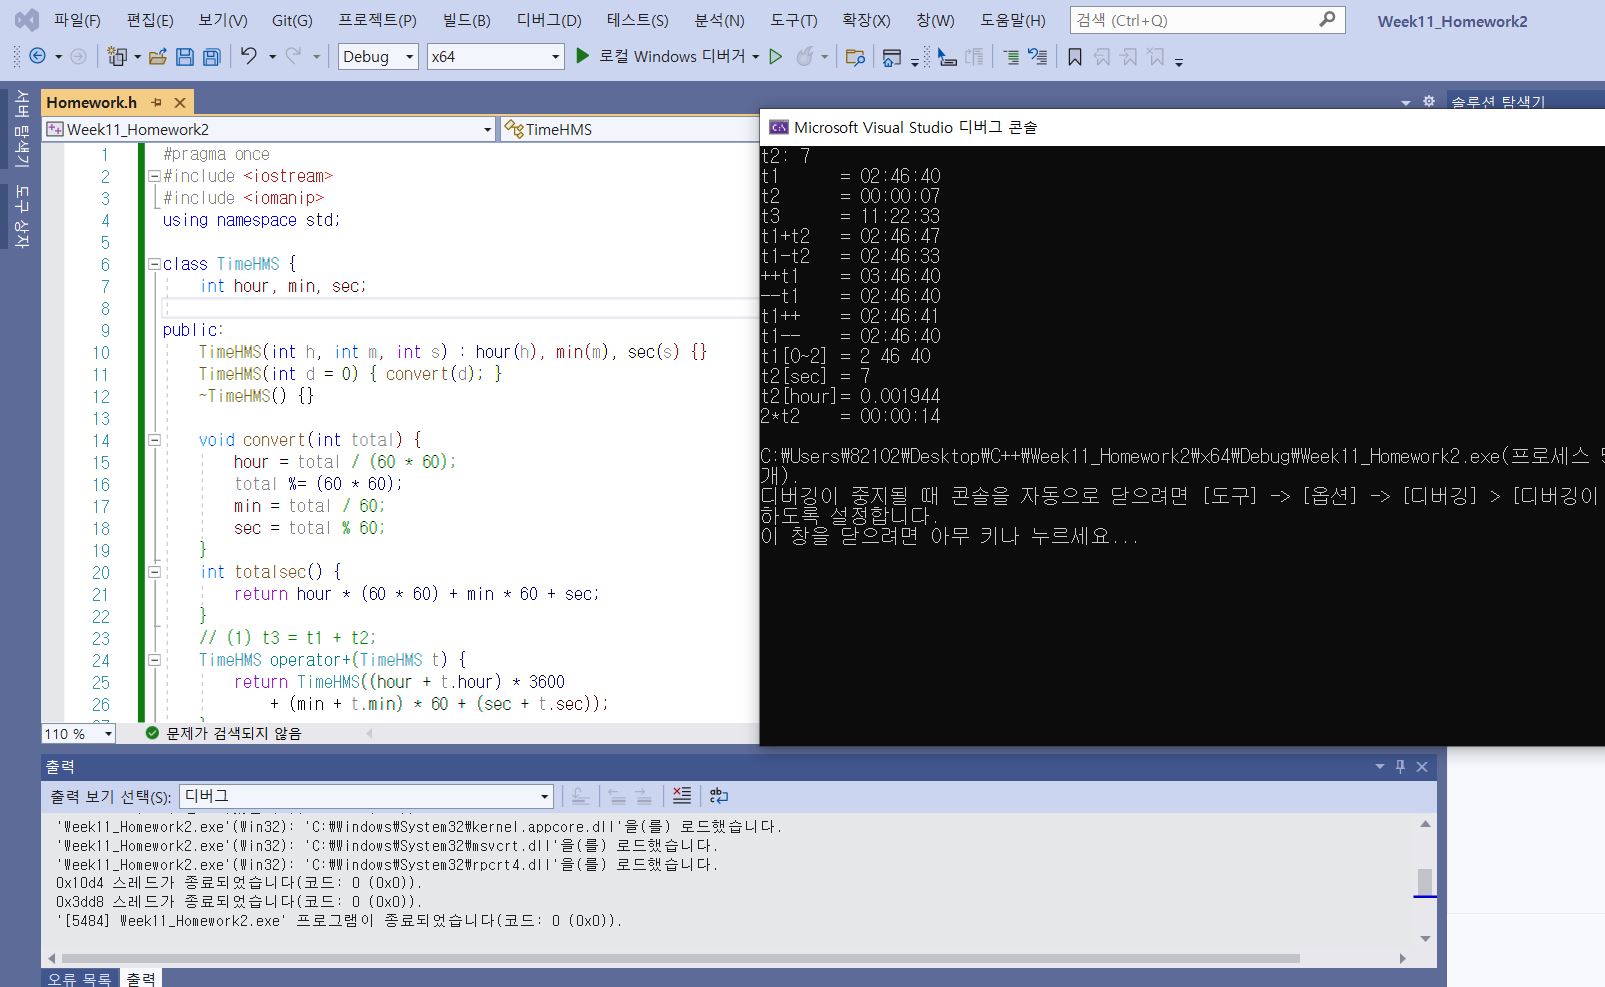 파일(F) 편집(E) 보기(V) Git(G) 프로젝트(P) 빌드(B) 디버그(D) 테스트(S) 분석(N) 도구(T) 확장(X) 창(W) 도움말(H) 검색 (Ctrl+Q) Week11_Homework2
Debug x64 로컬 Windows 디버거
서버 탐색기
도구 상자
Homework.h
솔루션 탐색기
Week11_Homework2 TimeHMS
1 #pragma once
2 #include <iostream>
3 #include <iomanip>
4 using namespace std;
5
6 class TimeHMS {
7 int hour, min, sec;
8
9 public:
10 TimeHMS(int h, int m, int s) : hour(h), min(m), sec(s) {}
11 TimeHMS(int d = 0) { convert(d); }
12 ~TimeHMS() {}
13
14 void convert(int total) {
15 hour = total / (60 * 60);
16 total %= (60 * 60);
17 min = total / 60;
18 sec = total % 60;
19 }
20 int totalsec() {
21 return hour * (60 * 60) + min * 60 + sec;
22 }
23 // (1) t3 = t1 + t2;
24 TimeHMS operator+(TimeHMS t) {
25 return TimeHMS((hour + t.hour) * 3600
26 + (min + t.min) * 60 + (sec + t.sec));
110 % 문제가 검색되지 않음
Microsoft Visual Studio 디버그 콘솔
t2: 7
t1 = 02:46:40
t2 = 00:00:07
t3 = 11:22:33
t1+t2 = 02:46:47
t1-t2 = 02:46:33
++t1 = 03:46:40
--t1 = 02:46:40
t1++ = 02:46:41
t1-- = 02:46:40
t1[0~2] = 2 46 40
t2[sec] = 7
t2[hour]= 0.001944
2*t2 = 00:00:14
C:\Users\82102\Desktop\C++\Week11_Homework2\x64\Debug\Week11_Homework2.exe(프로세스 5
개).
디버깅이 중지될 때 콘솔을 자동으로 닫으려면 [도구] -> [옵션] -> [디버깅] > [디버깅이
하도록 설정합니다.
이 창을 닫으려면 아무 키나 누르세요...
출력
출력 보기 선택(S): 디버그
'Week11_Homework2.exe'(Win32): 'C:\Windows\System32\kernel.appcore.dll'을(를) 로드했습니다.
'Week11_Homework2.exe'(Win32): 'C:\Windows\System32\msvcrt.dll'을(를) 로드했습니다.
'Week11_Homework2.exe'(Win32): 'C:\Windows\System32\rpcrt4.dll'을(를) 로드했습니다.
0x10d4 스레드가 종료되었습니다(코드: 0 (0x0)).
0x3dd8 스레드가 종료되었습니다(코드: 0 (0x0)).
'[5484] Week11_Homework2.exe' 프로그램이 종료되었습니다(코드: 0 (0x0)).
오류 목록 출력